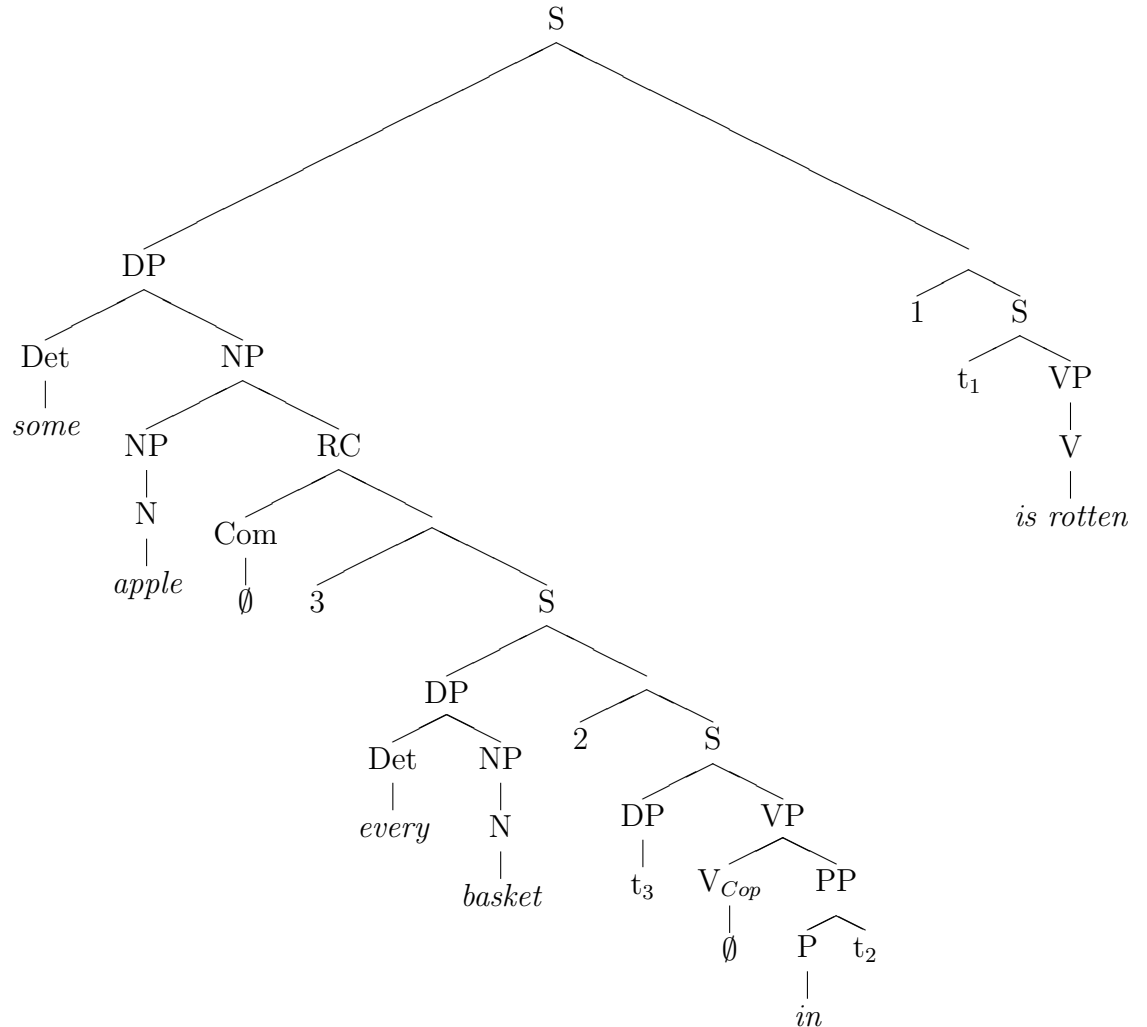 S
DP
1 S
Det NP
t₁ VP
some
NP RC
V
N
Com
is rotten
apple
∅ 3 S
DP
2 S
Det NP
DP VP
every N
t₃ V_Cop PP
basket
∅ P t₂
in